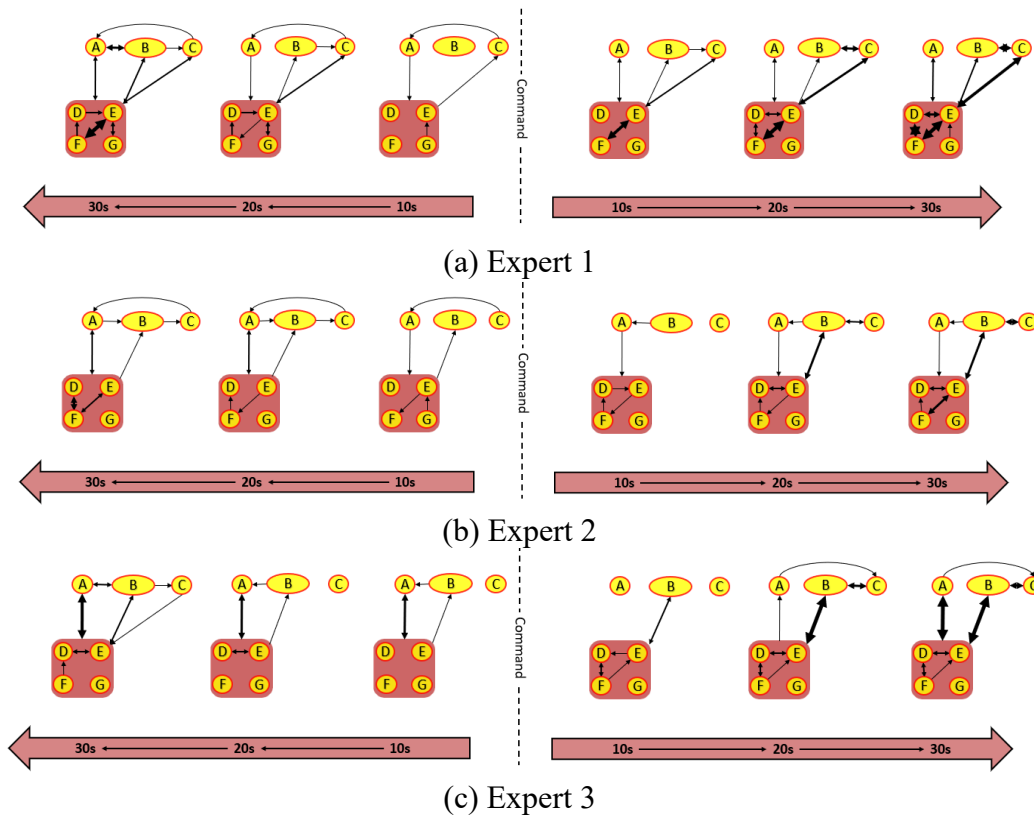 A B C A B C A B C A B C A B C A B C
D E D E D E D E D E D E
F G F G F G F G F G F G
Command
30s 20s 10s 10s 20s 30s
(a) Expert 1
A B C A B C A B C A B C A B C A B C
D E D E D E D E D E D E
F G F G F G F G F G F G
Command
30s 20s 10s 10s 20s 30s
(b) Expert 2
A B C A B C A B C A B C A B C A B C
D E D E D E D E D E D E
F G F G F G F G F G F G
Command
30s 20s 10s 10s 20s 30s
(c) Expert 3